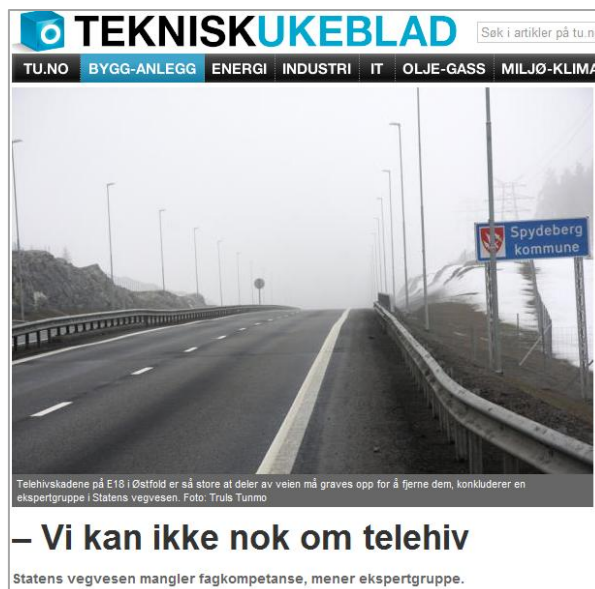 TEKNISKUKEBLAD
Søk i artikler på tu.n
TU.NO BYGG-ANLEGG ENERGI INDUSTRI IT OLJE-GASS MILJØ-KLIMA
Spydeberg
kommune
Telehivskadene på E18 i Østfold er så store at deler av veien må graves opp for å fjerne dem, konkluderer en
ekspertgruppe i Statens vegvesen. Foto: Truls Tunmo
– Vi kan ikke nok om telehiv
Statens vegvesen mangler fagkompetanse, mener ekspertgruppe.